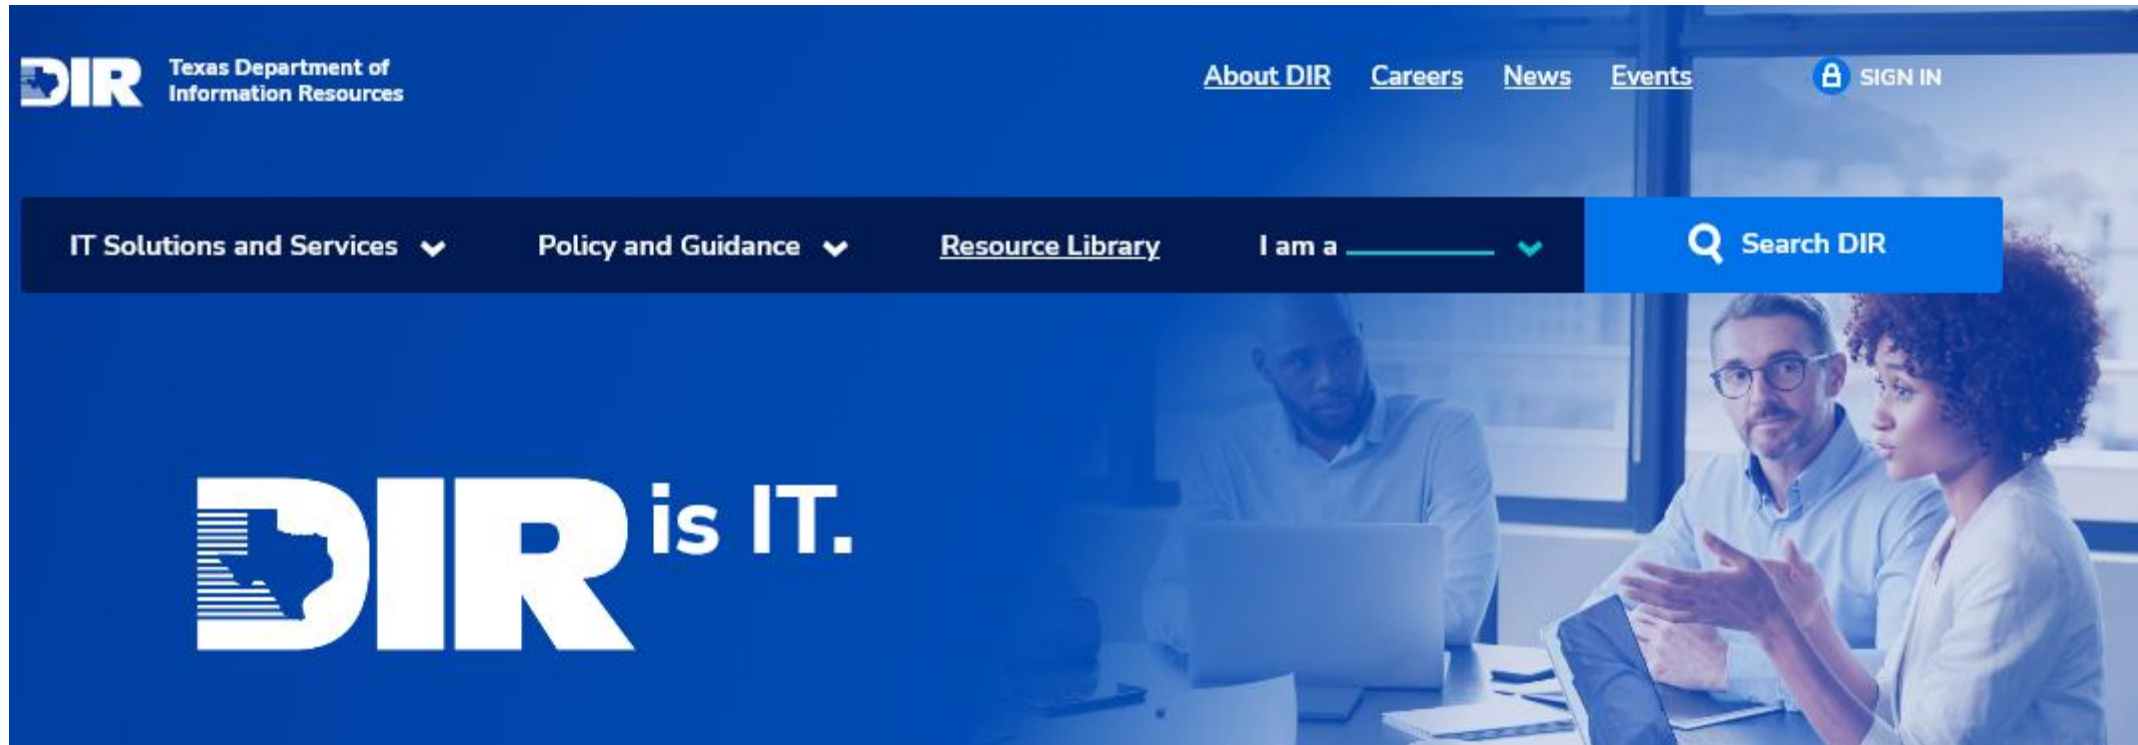 DIR
Texas Department of
Information Resources
About DIR Careers News Events SIGN IN
IT Solutions and Services Policy and Guidance Resource Library I am a ________ Search DIR
DIR is IT.